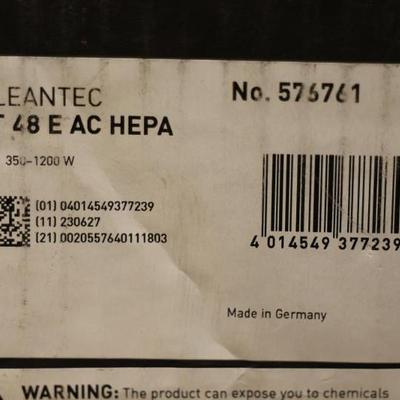 LEANTEC
No. 576761
T 48 E AC HEPA
350–1200 W
(01) 04014549377239
(11) 230627
(21) 0020557640111803
4 014549 377239
Made in Germany
WARNING: The product can expose you to chemicals